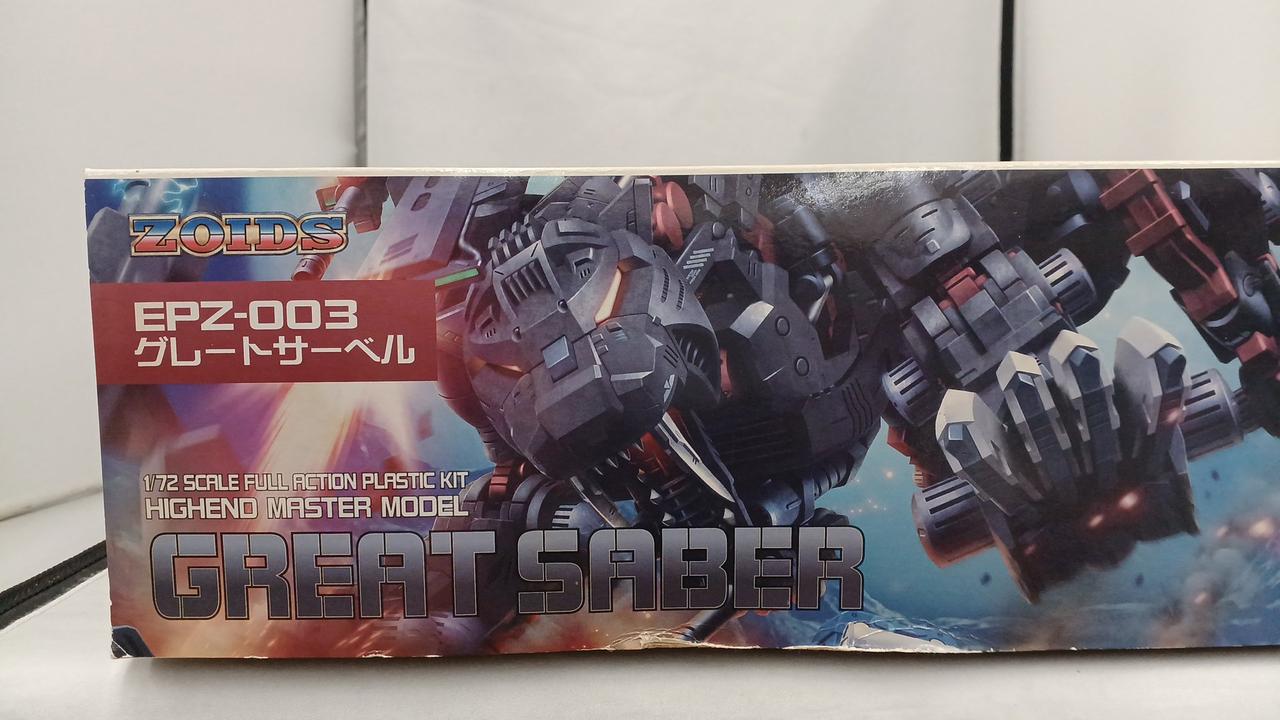 ZOIDS
EPZ-003
グレートサーベル
1/72 SCALE FULL ACTION PLASTIC KIT
HIGHEND MASTER MODEL
GREAT SABER